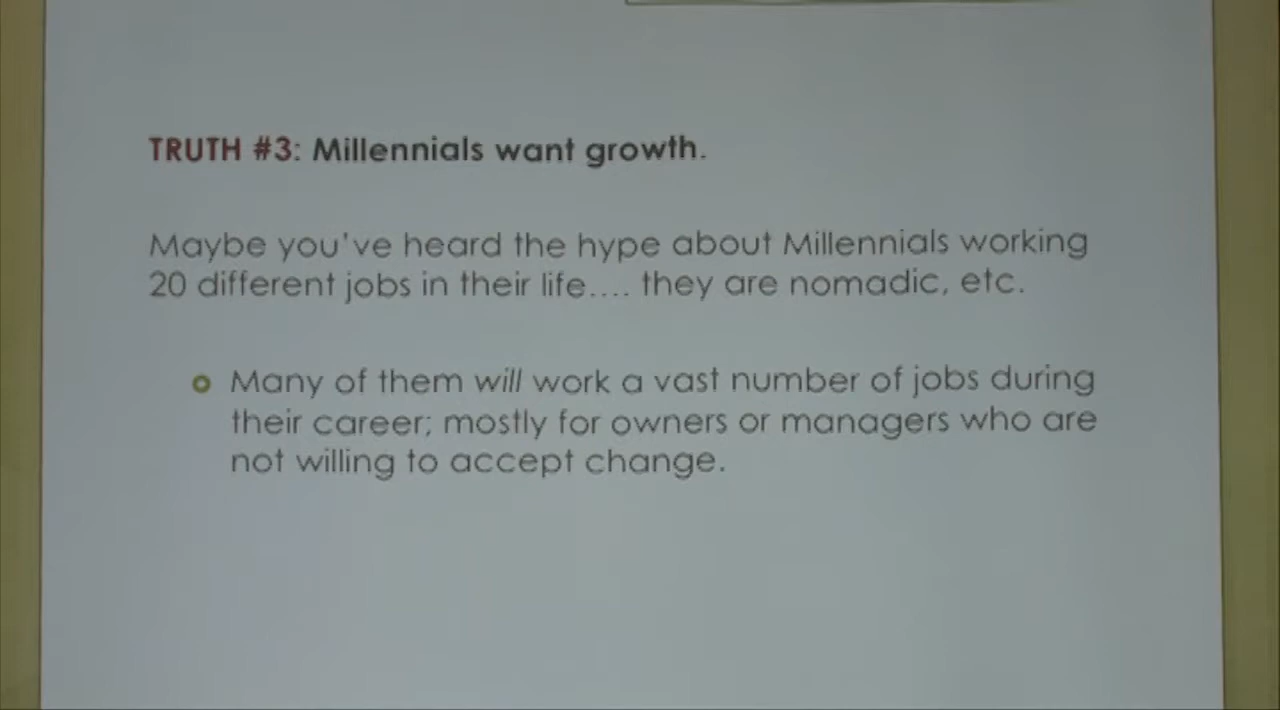 TRUTH #3: Millennials want growth.
Maybe you've heard the hype about Millennials working
20 different jobs in their life.... they are nomadic, etc.
Many of them will work a vast number of jobs during
their career; mostly for owners or managers who are
not willing to accept change.